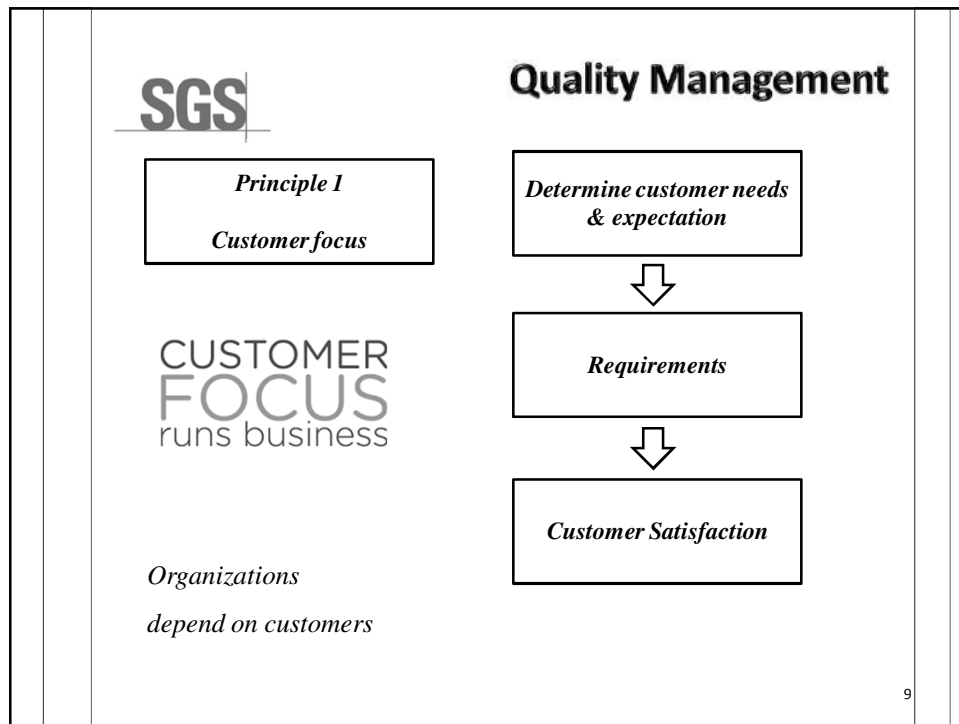 SGS
Quality Management
Principle 1
Customer focus
CUSTOMER
FOCUS
runs business
Organizations
depend on customers
Determine customer needs
& expectation
Requirements
Customer Satisfaction
9